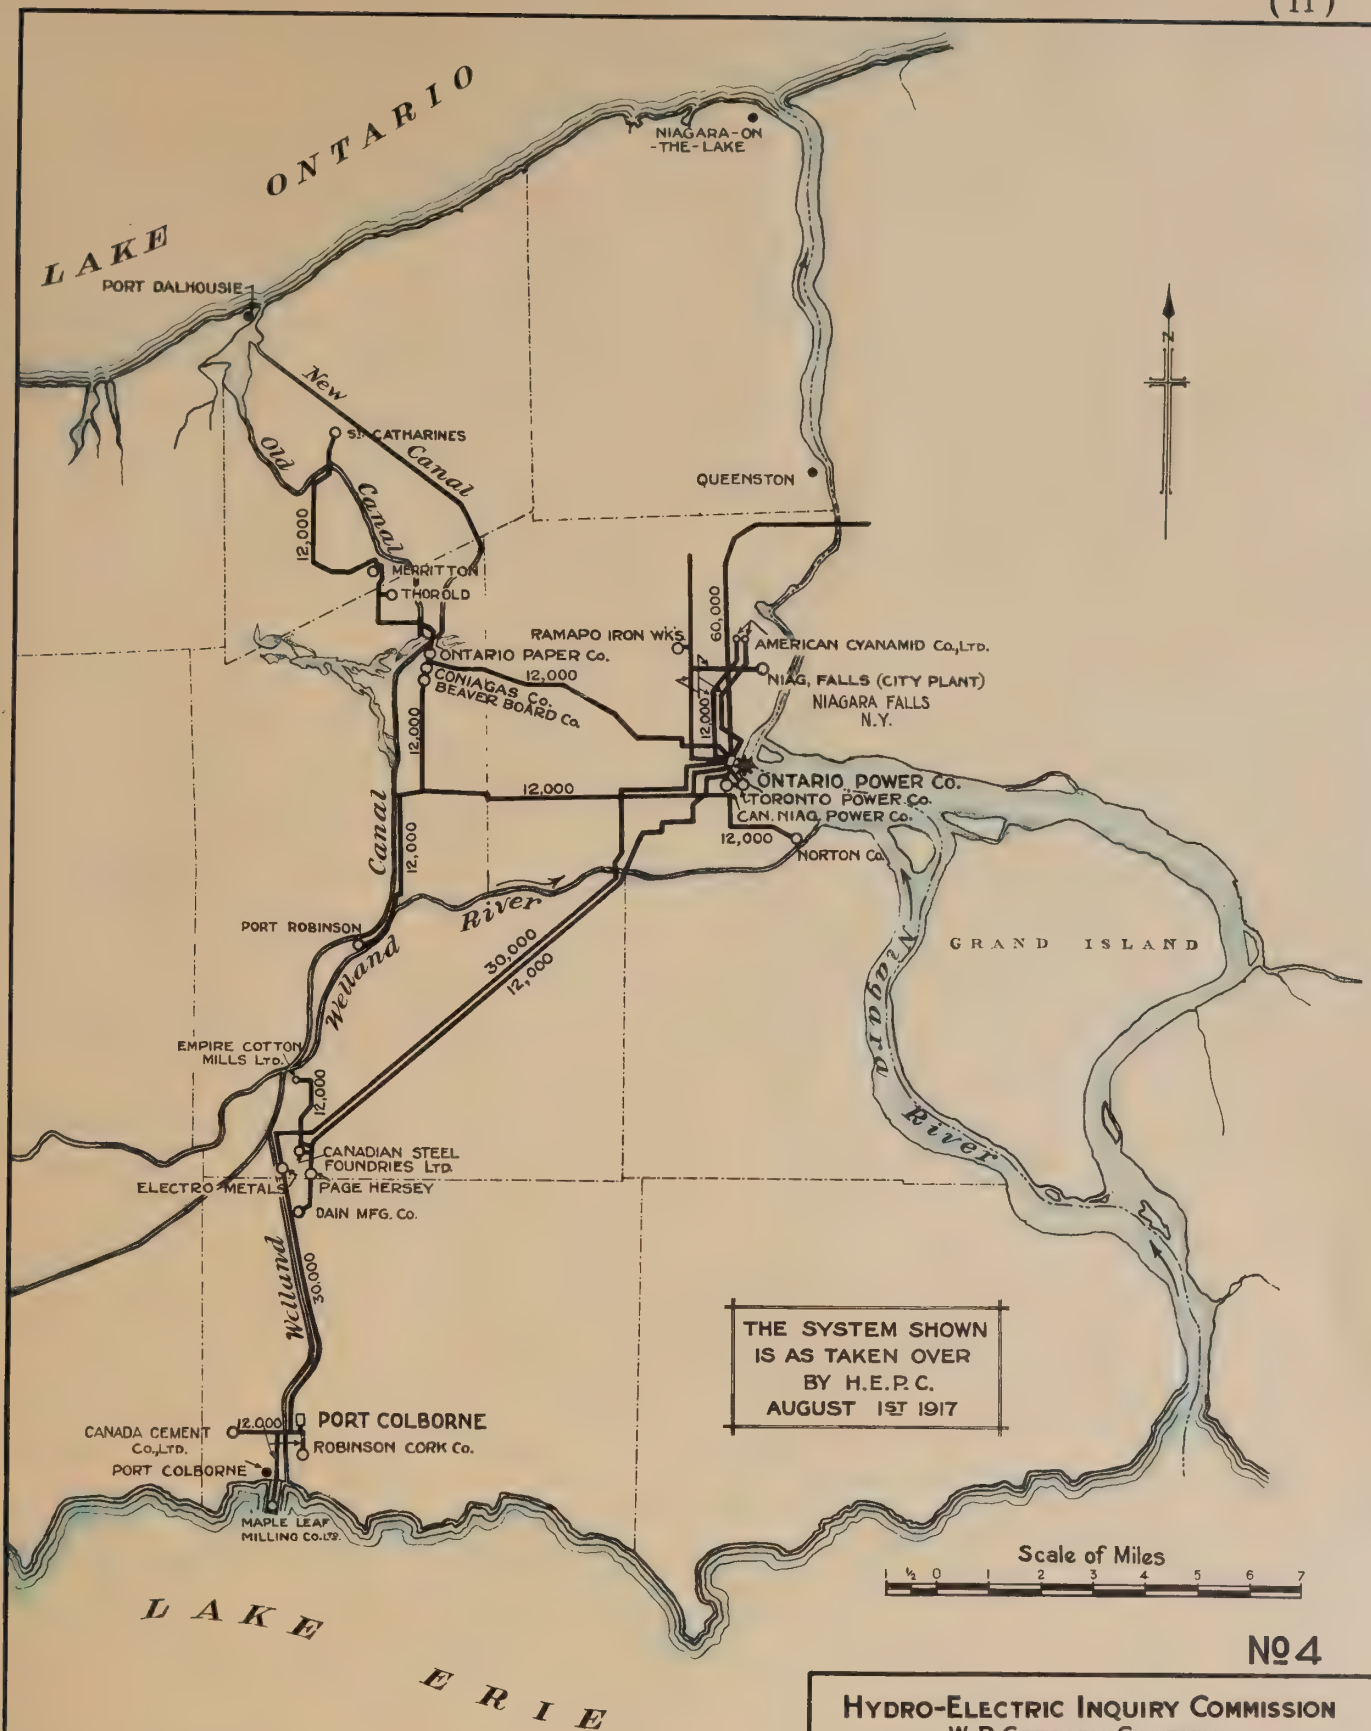 (11)
LAKE ONTARIO
NIAGARA-ON
-THE-LAKE
PORT DALHOUSIE
N
New
Canal
ST. CATHARINES
Old
Canal
QUEENSTON
12,000
MERRITTON
THOROLD
60,000
RAMAPO IRON WKS.
AMERICAN CYANAMID CO., LTD.
ONTARIO PAPER Co.
12,000
NIAG. FALLS (CITY PLANT)
CONIAGAS Co.
BEAVER BOARD Co.
NIAGARA FALLS
N.Y.
12,000
12,000
ONTARIO POWER Co.
12,000
TORONTO POWER Co.
CAN. NIAG. POWER Co.
12,000
Canal
12,000
NORTON Co.
River
PORT ROBINSON
Welland
30,000
12,000
GRAND ISLAND
Niagara
River
EMPIRE COTTON
MILLS LTD.
12,000
CANADIAN STEEL
FOUNDRIES LTD.
ELECTRO-METALS
PAGE HERSEY
DAIN MFG. Co.
Welland
30.000
THE SYSTEM SHOWN
IS AS TAKEN OVER
BY H.E.P.C.
AUGUST 1ST 1917
PORT COLBORNE
12.000
CANADA CEMENT
Co., LTD.
ROBINSON CORK Co.
PORT COLBORNE
MAPLE LEAF
MILLING CO. LTD.
Scale of Miles
1 ½ 0 1 2 3 4 5 6 7
LAKE ERIE
No 4
HYDRO-ELECTRIC INQUIRY COMMISSION